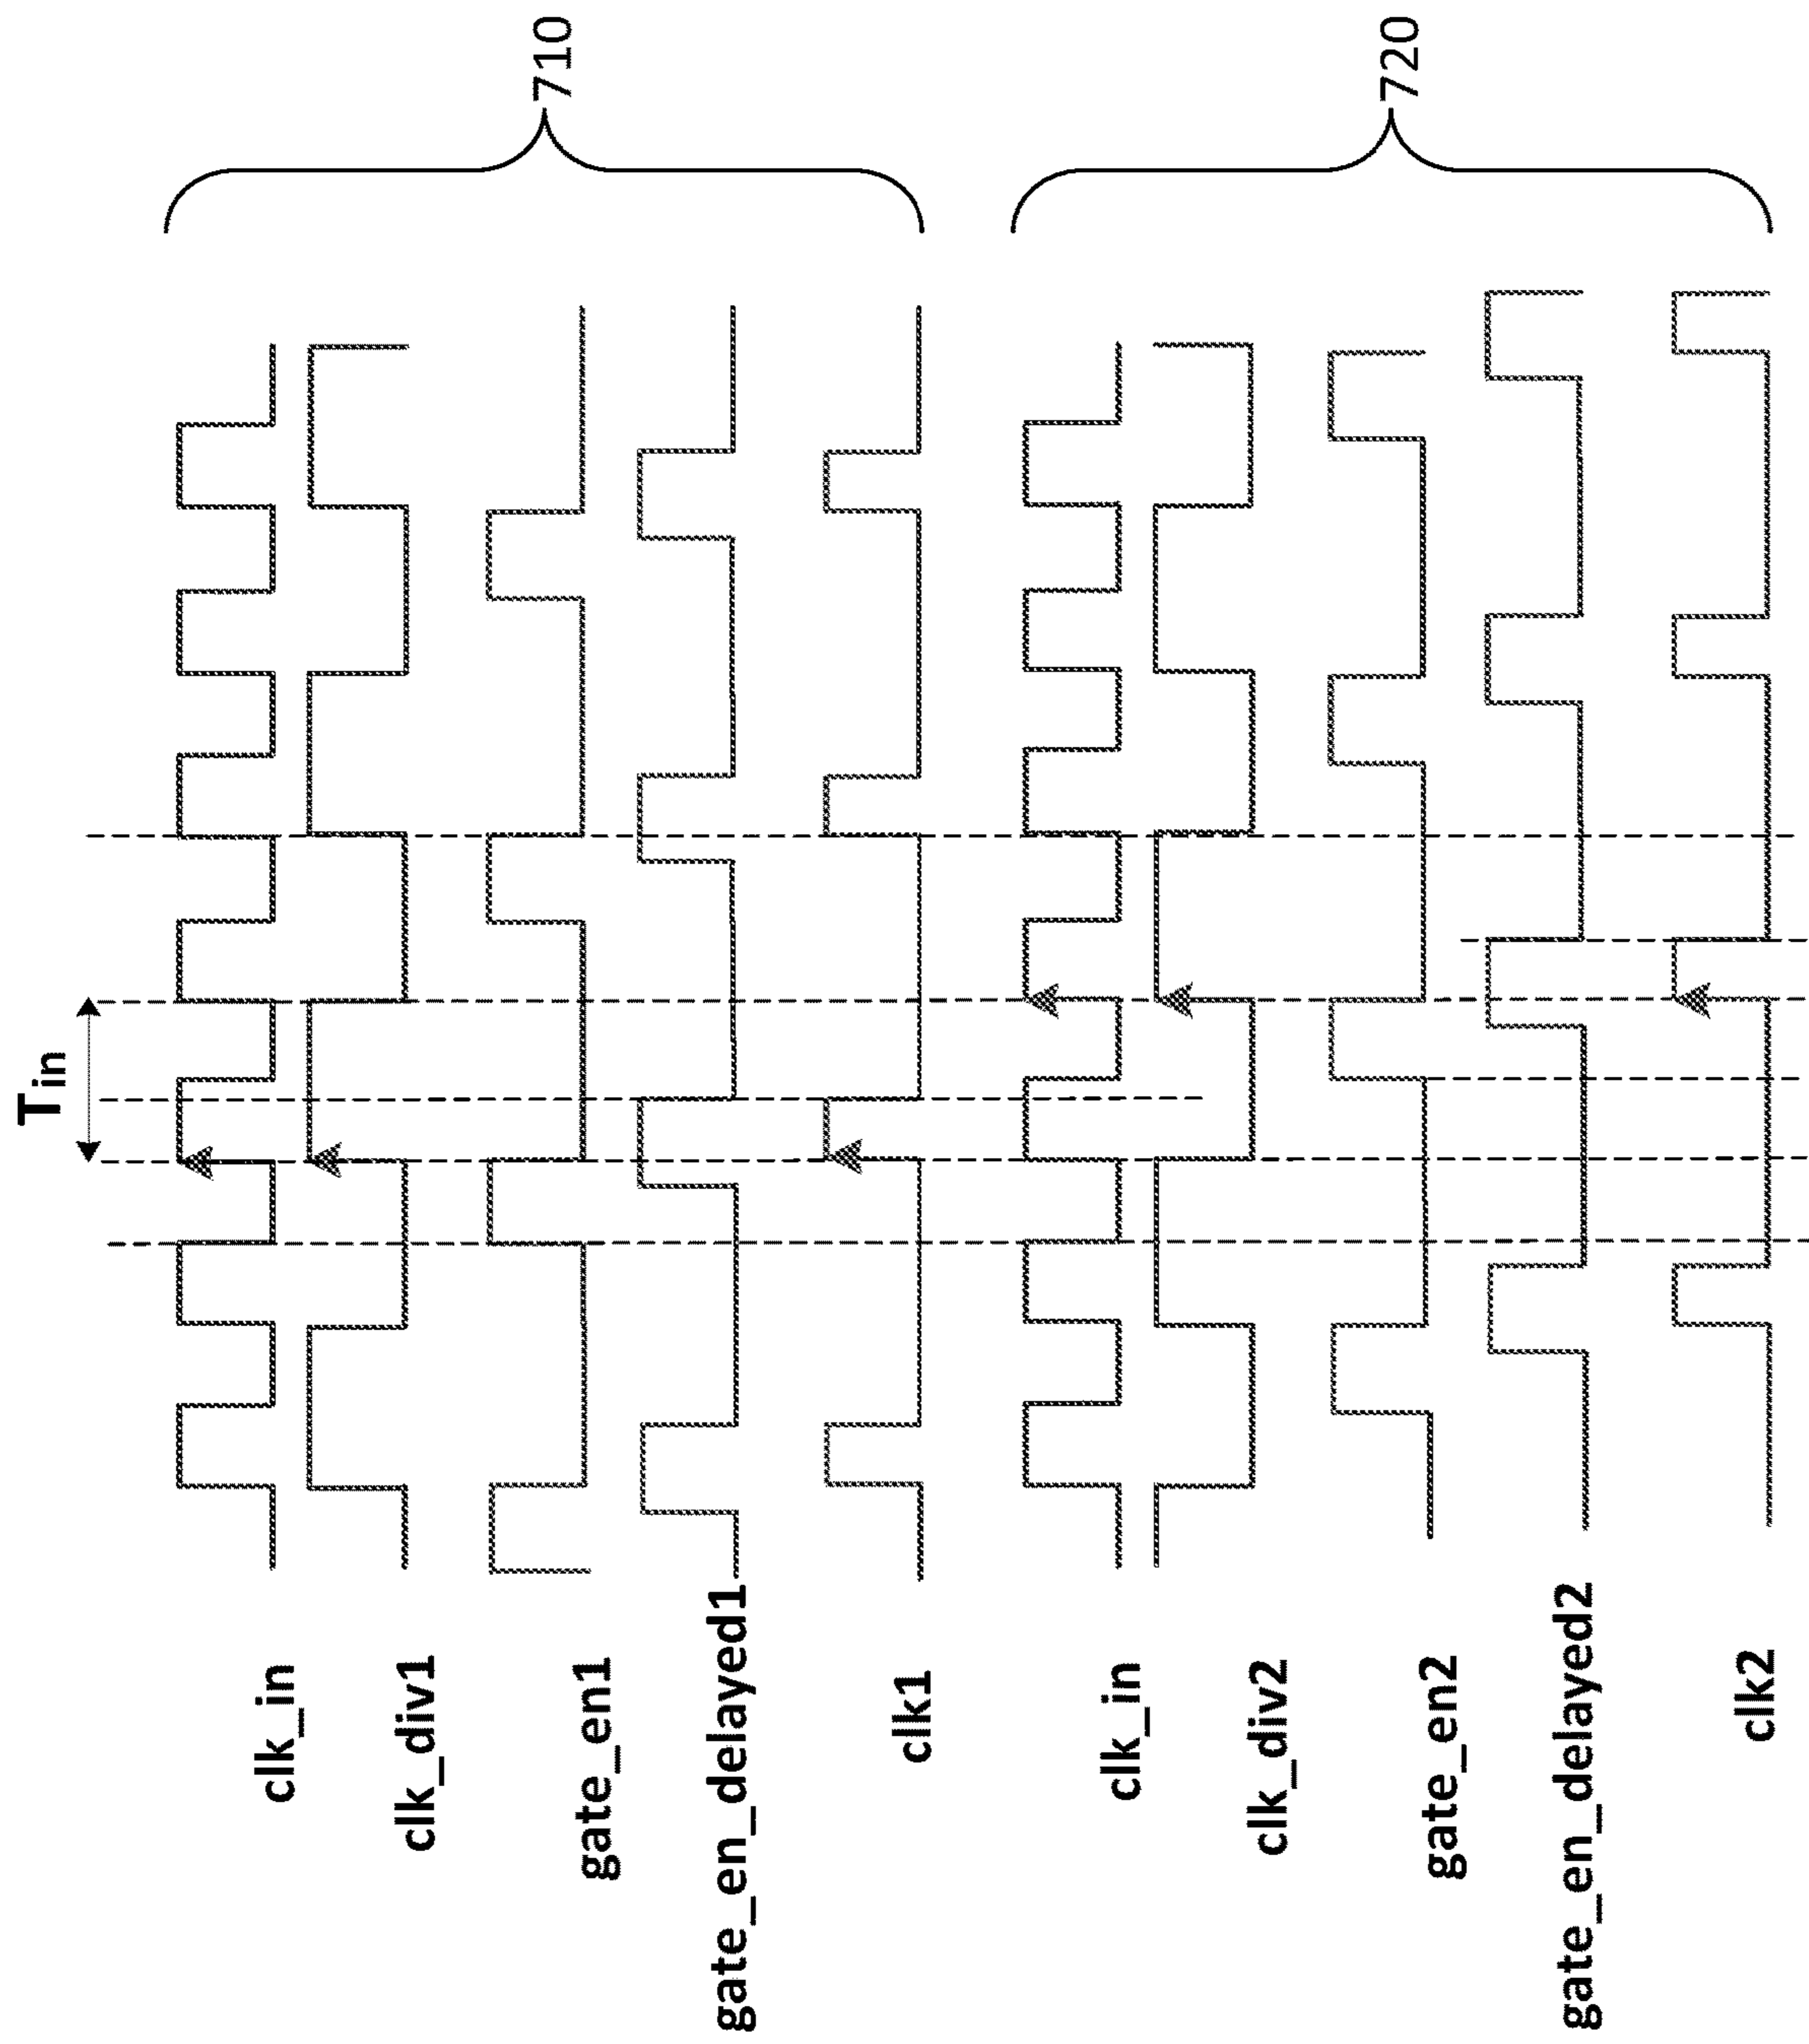 T_in
clk_in
clk_div1
gate_en1
gate_en_delayed1
clk1
710
clk_in
clk_div2
gate_en2
gate_en_delayed2
clk2
720